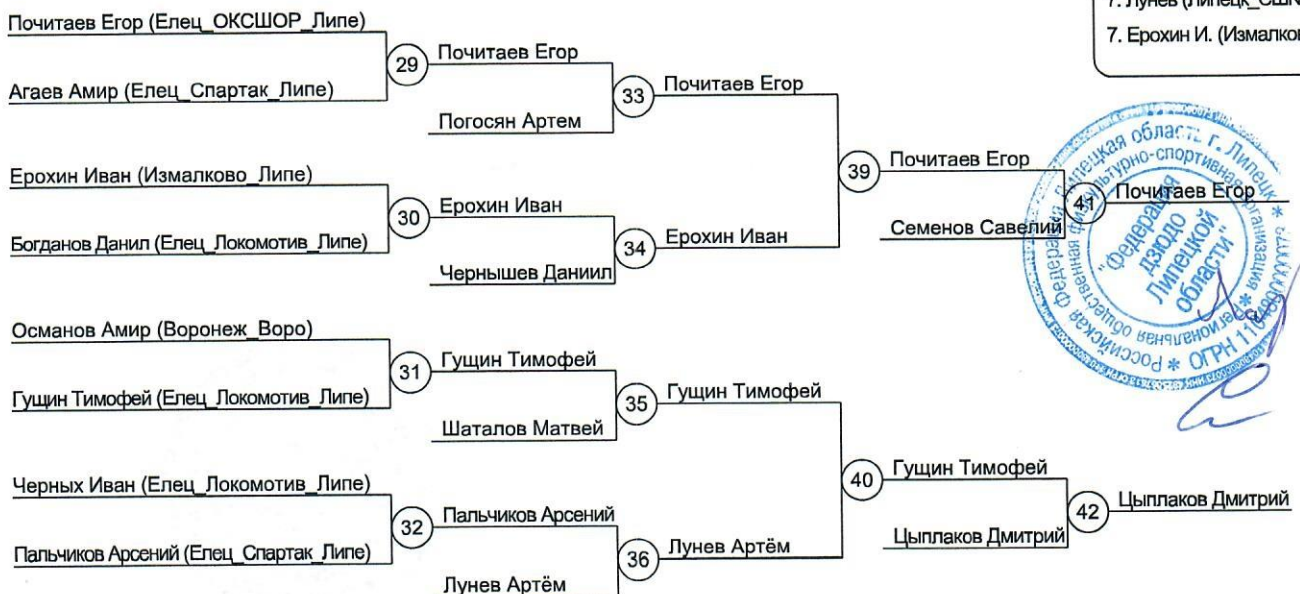 7. Ерохин И. (Измалков
Почитаев Егор (Елец_ОКСШОР_Липе)
29
Почитаев Егор
Агаев Амир (Елец_Спартак_Липе)
33
Почитаев Егор
Погосян Артем
Ерохин Иван (Измалково_Липе)
39
Почитаев Егор
30
Ерохин Иван
41
Почитаев Егор
Богданов Данил (Елец_Локомотив_Липе)
34
Ерохин Иван
Семенов Савелий
Чернышев Даниил
Османов Амир (Воронеж_Воро)
31
Гущин Тимофей
Гущин Тимофей (Елец_Локомотив_Липе)
35
Гущин Тимофей
Шаталов Матвей
Черных Иван (Елец_Локомотив_Липе)
40
Гущин Тимофей
32
Пальчиков Арсений
42
Цыплаков Дмитрий
Пальчиков Арсений (Елец_Спартак_Липе)
36
Лунев Артём
Цыплаков Дмитрий
Лунев Артём
"Федерация
дзюдо
Липецкой
области"